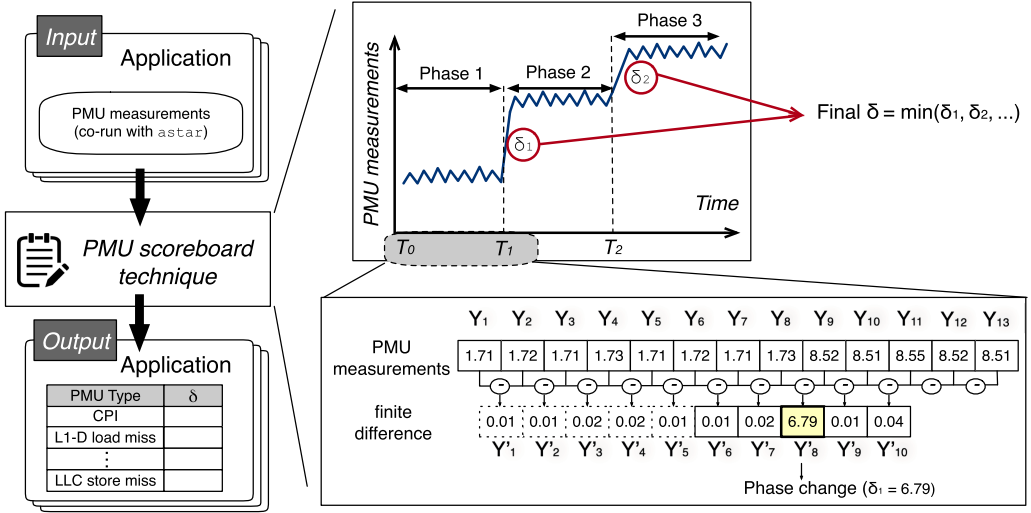 Input
Application
PMU measurements
(co-run with astar)
PMU scoreboard
technique
Output
Application
PMU Type δ
CPI
L1-D load miss
⋮
LLC store miss
PMU measurements
Phase 1
Phase 2
Phase 3
δ₁
δ₂
Time
T₀ T₁ T₂
Final δ = min(δ₁, δ₂, ...)
Y₁ Y₂ Y₃ Y₄ Y₅ Y₆ Y₇ Y₈ Y₉ Y₁₀ Y₁₁ Y₁₂ Y₁₃
PMU
measurements
1.71 1.72 1.71 1.73 1.71 1.72 1.71 1.73 8.52 8.51 8.55 8.52 8.51
- - - - - - - - - - - -
finite
difference
0.01 0.01 0.02 0.02 0.01 0.01 0.02 6.79 0.01 0.04
Y'₁ Y'₂ Y'₃ Y'₄ Y'₅ Y'₆ Y'₇ Y'₈ Y'₉ Y'₁₀
Phase change (δ₁ = 6.79)